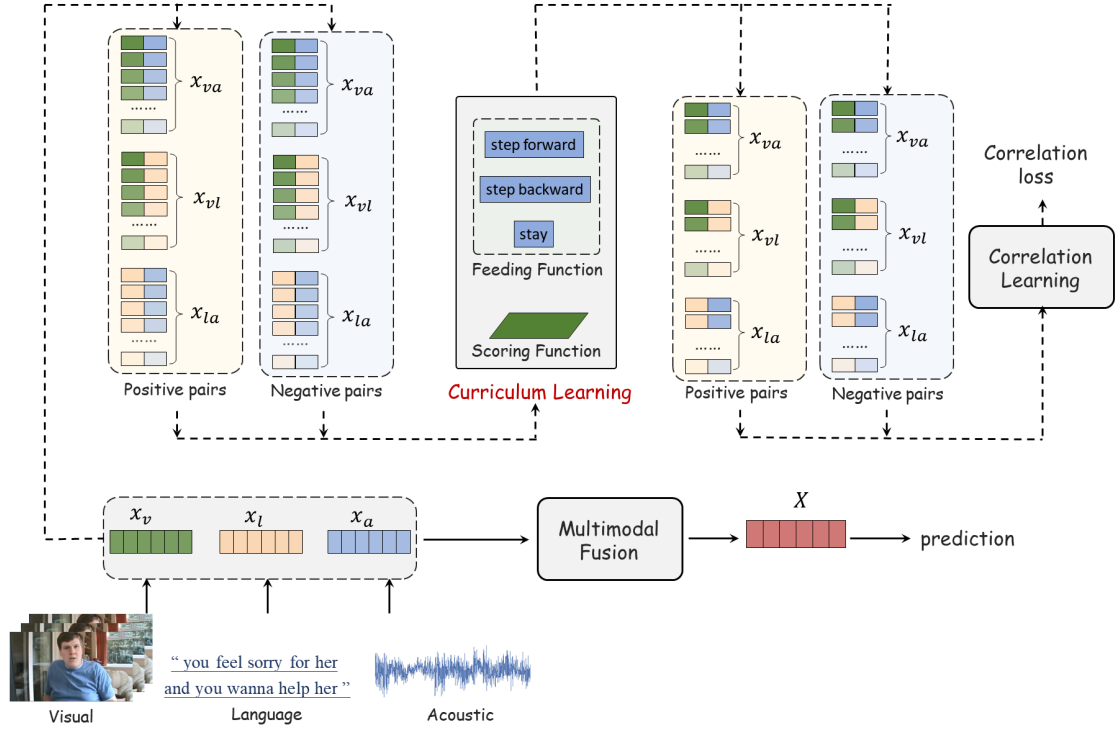 x_va
......
x_vl
......
x_la
......
Positive pairs
x_va
......
x_vl
......
x_la
......
Negative pairs
step forward
step backward
stay
Feeding Function
Scoring Function
Curriculum Learning
x_va
......
x_vl
......
x_la
......
Positive pairs
x_va
......
x_vl
......
x_la
......
Negative pairs
Correlation
loss
Correlation
Learning
x_v
x_l
x_a
Multimodal
Fusion
X
prediction
“ you feel sorry for her
and you wanna help her ”
Visual
Language
Acoustic